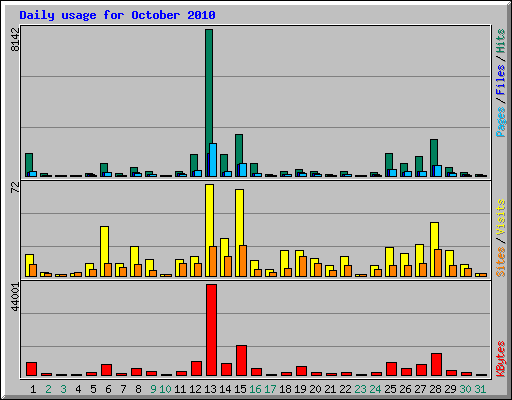 Daily usage for October 2010
8142
Pages / Files / Hits
72
Sites / Visits
44001
KBytes
1 2 3 4 5 6 7 8 9 10 11 12 13 14 15 16 17 18 19 20 21 22 23 24 25 26 27 28 29 30 31